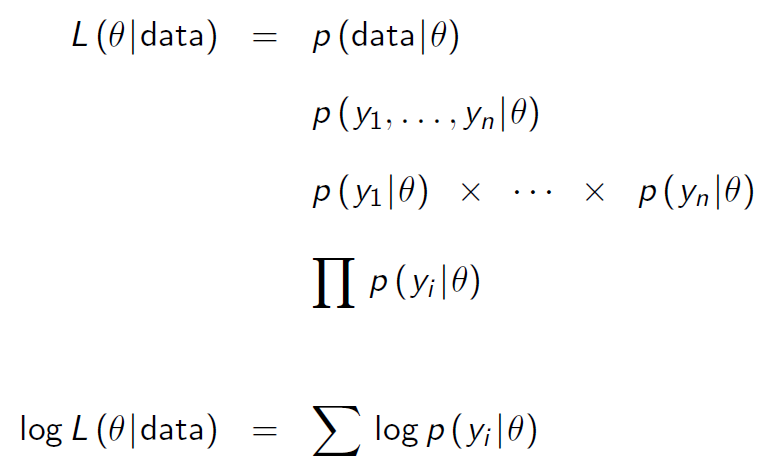 L (θ|data) = p (data|θ)
p (y₁, . . . , yₙ|θ)
p (y₁|θ) × ⋯ × p (yₙ|θ)
∏ p (yᵢ|θ)
log L (θ|data) = ∑ log p (yᵢ|θ)